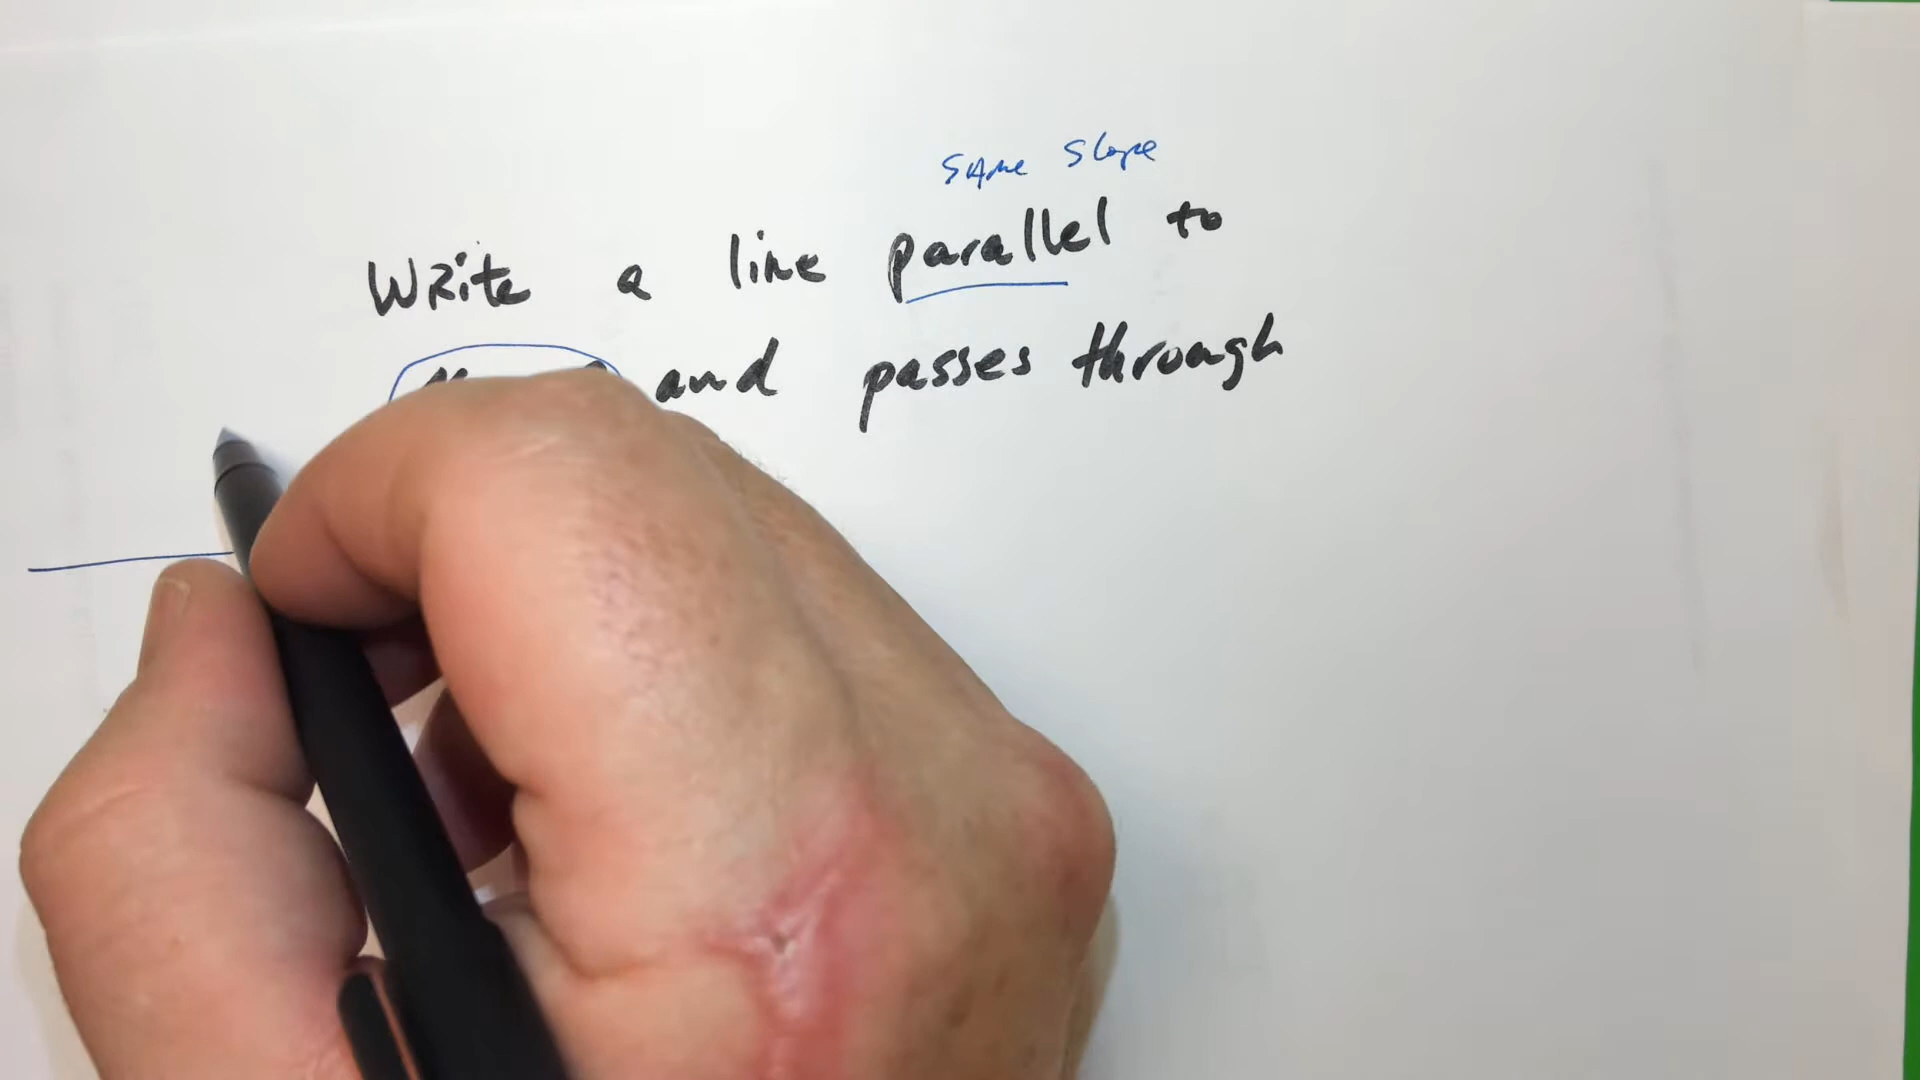 SAme Slope
Write a line parallel to
and passes through